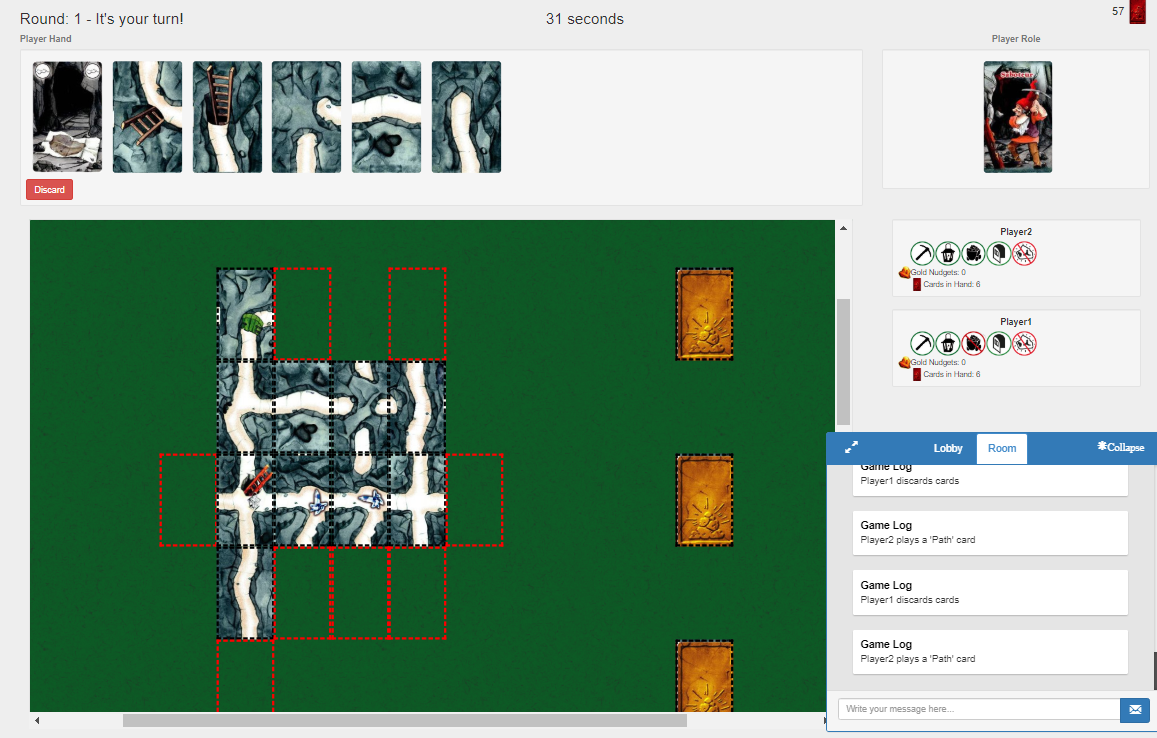 Round: 1 - It's your turn!
31 seconds
57
Player Hand
Player Role
Saboteur
Discard
Player2
Gold Nudgets: 0
Cards in Hand: 6
Player1
Gold Nudgets: 0
Cards in Hand: 6
Lobby
Room
Collapse
Game Log
Player1 discards cards
Game Log
Player2 plays a 'Path' card
Game Log
Player1 discards cards
Game Log
Player2 plays a 'Path' card
Write your message here...